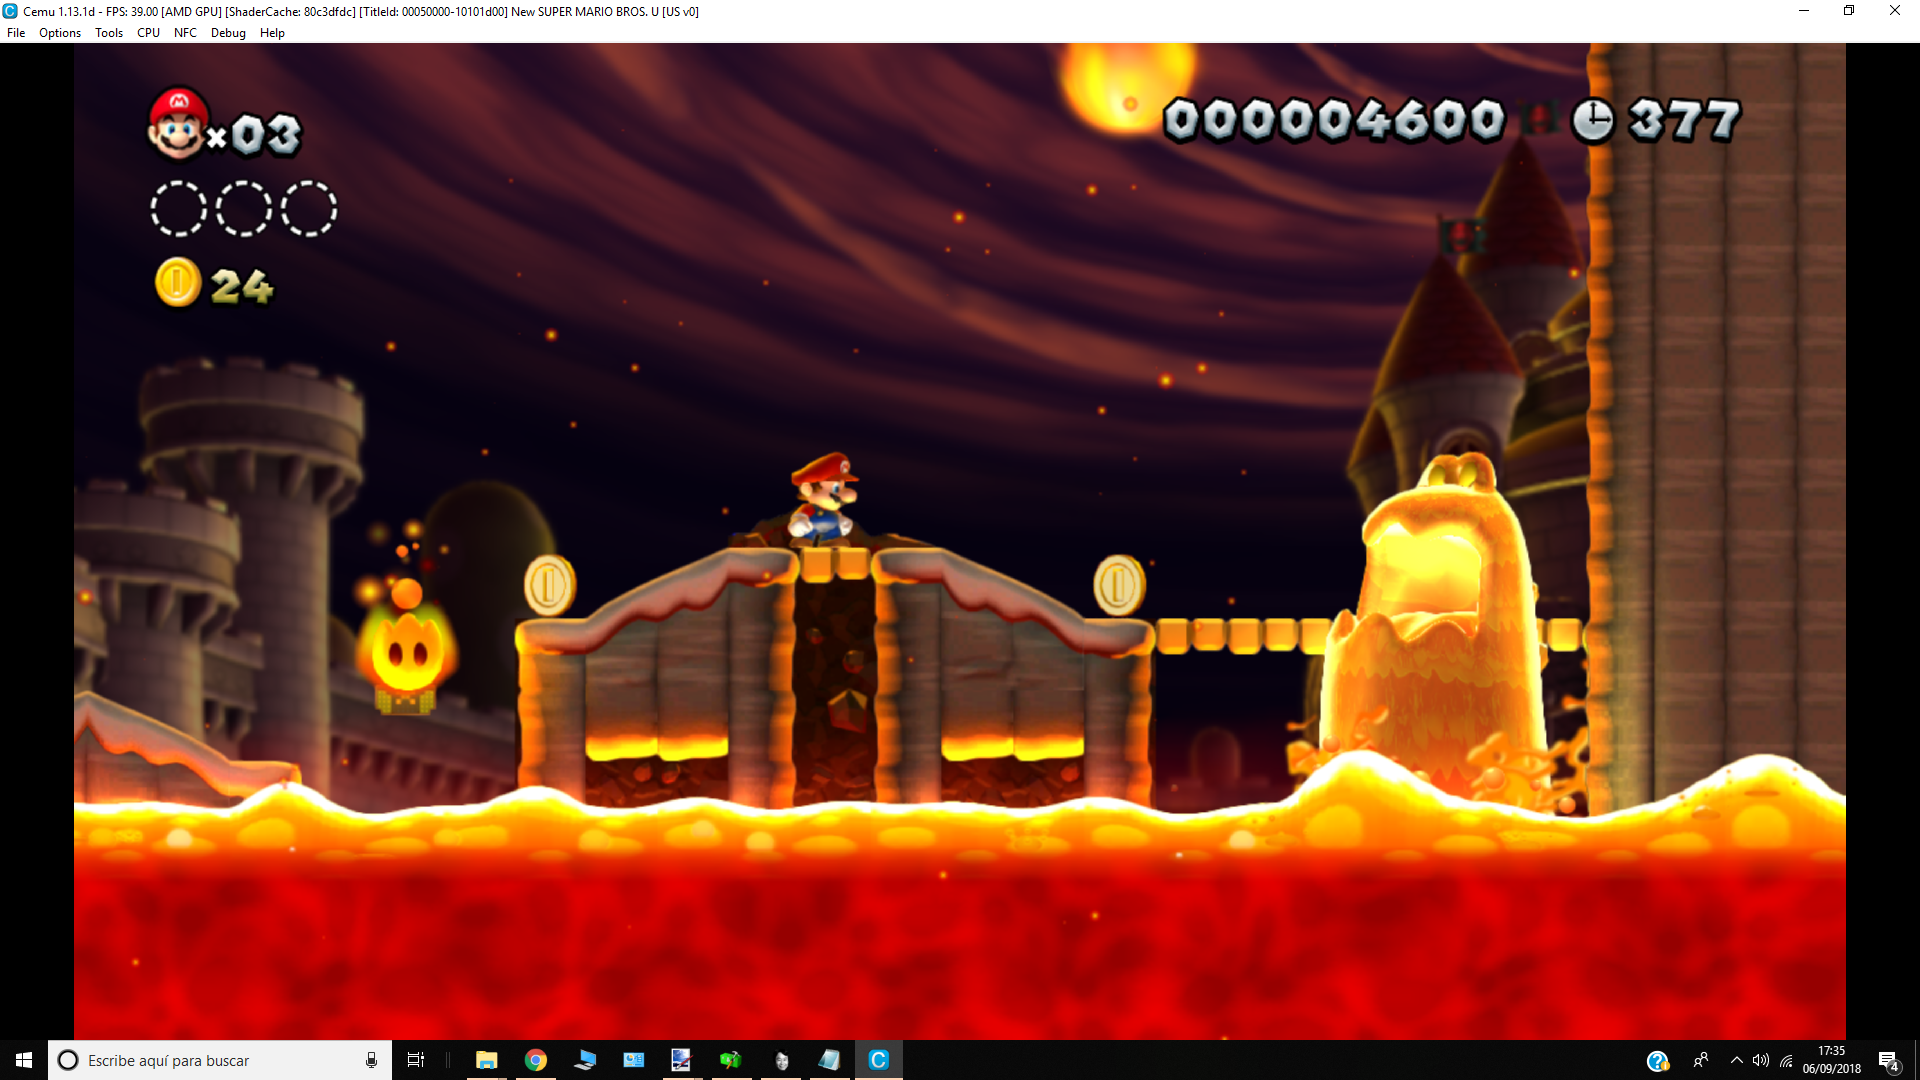 Cemu 1.13.1d - FPS: 39.00 [AMD GPU] [ShaderCache: 80c3dfdc] [TitleId: 00050000-10101d00] New SUPER MARIO BROS. U [US v0]
File Options Tools CPU NFC Debug Help
M
×03
000004600
377
24
Escribe aquí para buscar
17:35
06/09/2018
4